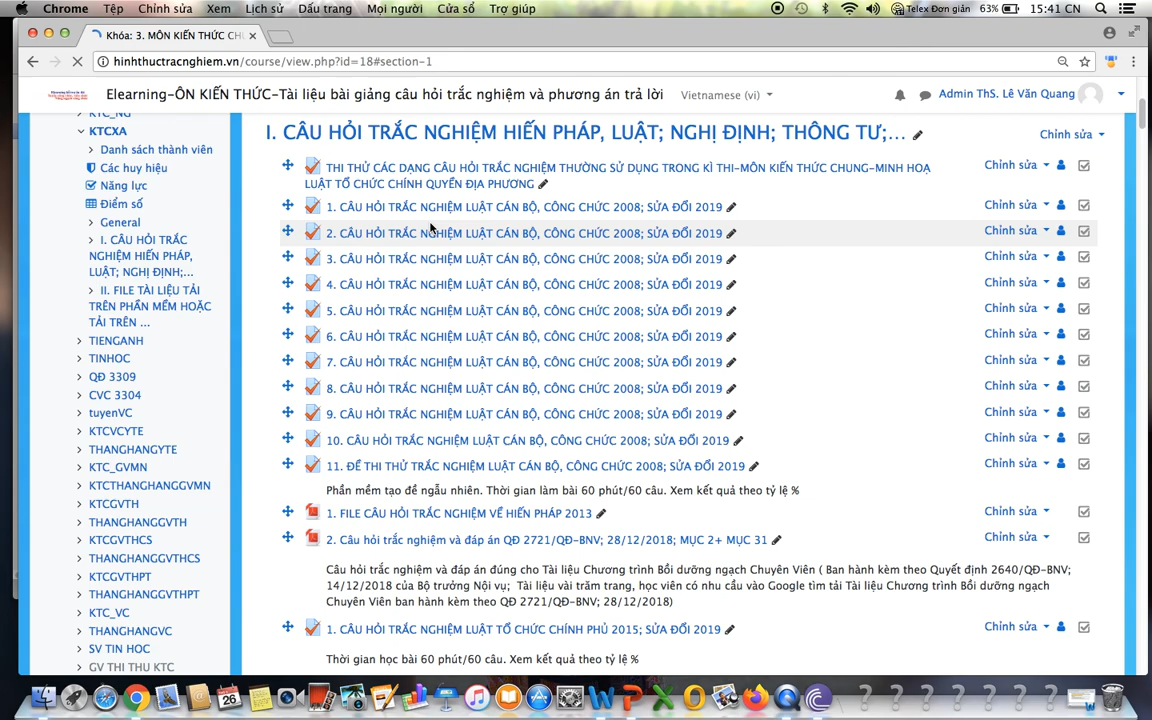 Chrome Tệp Chỉnh sửa Xem Lịch sử Dấu trang Mọi người Cửa sổ Trợ giúp Telex Đơn giản 63% 15:41 CN
Khóa: 3. MÔN KIẾN THỨC CHU
hinhthuctracnghiem.vn/course/view.php?id=18#section-1
Elearning-ÔN KIẾN THỨC-Tài liệu bài giảng câu hỏi trắc nghiệm và phương án trả lời Vietnamese (vi) Admin ThS. Lê Văn Quang
KTC_NG
KTCXA
Danh sách thành viên
Các huy hiệu
Năng lực
Điểm số
General
I. CÂU HỎI TRẮC
NGHIỆM HIẾN PHÁP,
LUẬT; NGHỊ ĐỊNH;...
II. FILE TÀI LIỆU TẢI
TRÊN PHẦN MỀM HOẶC
TẢI TRÊN ...
TIENGANH
TINHOC
QĐ 3309
CVC 3304
tuyenVC
KTCVCYTE
THANGHANGYTE
KTC_GVMN
KTCTHANGHANGGVMN
KTCGVTH
THANGHANGGVTH
KTCGVTHCS
THANGHANGGVTHCS
KTCGVTHPT
THANGHANGGVTHPT
KTC_VC
THANGHANGVC
SV TIN HOC
GV THI THU KTC
I. CÂU HỎI TRẮC NGHIỆM HIẾN PHÁP, LUẬT; NGHỊ ĐỊNH; THÔNG TƯ;... Chỉnh sửa
THI THỬ CÁC DẠNG CÂU HỎI TRẮC NGHIỆM THƯỜNG SỬ DỤNG TRONG KÌ THI-MÔN KIẾN THỨC CHUNG-MINH HOẠ Chỉnh sửa
LUẬT TỔ CHỨC CHÍNH QUYỀN ĐỊA PHƯƠNG
1. CÂU HỎI TRẮC NGHIỆM LUẬT CÁN BỘ, CÔNG CHỨC 2008; SỬA ĐỔI 2019 Chỉnh sửa
2. CÂU HỎI TRẮC NGHIỆM LUẬT CÁN BỘ, CÔNG CHỨC 2008; SỬA ĐỔI 2019 Chỉnh sửa
3. CÂU HỎI TRẮC NGHIỆM LUẬT CÁN BỘ, CÔNG CHỨC 2008; SỬA ĐỔI 2019 Chỉnh sửa
4. CÂU HỎI TRẮC NGHIỆM LUẬT CÁN BỘ, CÔNG CHỨC 2008; SỬA ĐỔI 2019 Chỉnh sửa
5. CÂU HỎI TRẮC NGHIỆM LUẬT CÁN BỘ, CÔNG CHỨC 2008; SỬA ĐỔI 2019 Chỉnh sửa
6. CÂU HỎI TRẮC NGHIỆM LUẬT CÁN BỘ, CÔNG CHỨC 2008; SỬA ĐỔI 2019 Chỉnh sửa
7. CÂU HỎI TRẮC NGHIỆM LUẬT CÁN BỘ, CÔNG CHỨC 2008; SỬA ĐỔI 2019 Chỉnh sửa
8. CÂU HỎI TRẮC NGHIỆM LUẬT CÁN BỘ, CÔNG CHỨC 2008; SỬA ĐỔI 2019 Chỉnh sửa
9. CÂU HỎI TRẮC NGHIỆM LUẬT CÁN BỘ, CÔNG CHỨC 2008; SỬA ĐỔI 2019 Chỉnh sửa
10. CÂU HỎI TRẮC NGHIỆM LUẬT CÁN BỘ, CÔNG CHỨC 2008; SỬA ĐỔI 2019 Chỉnh sửa
11. ĐỀ THI THỬ TRẮC NGHIỆM LUẬT CÁN BỘ, CÔNG CHỨC 2008; SỬA ĐỔI 2019 Chỉnh sửa
Phần mềm tạo đề ngẫu nhiên. Thời gian làm bài 60 phút/60 câu. Xem kết quả theo tỷ lệ %
1. FILE CÂU HỎI TRẮC NGHIỆM VỀ HIẾN PHÁP 2013 Chỉnh sửa
2. Câu hỏi trắc nghiệm và đáp án QĐ 2721/QĐ-BNV; 28/12/2018; MỤC 2+ MỤC 31 Chỉnh sửa
Câu hỏi trắc nghiệm và đáp án đúng cho Tài liệu Chương trình Bồi dưỡng ngạch Chuyên Viên ( Ban hành kèm theo Quyết định 2640/QĐ-BNV;
14/12/2018 của Bộ trưởng Nội vụ; Tài liệu vài trăm trang, học viên có nhu cầu vào Google tìm tải Tài liệu Chương trình Bồi dưỡng ngạch
Chuyên Viên ban hành kèm theo QĐ 2721/QĐ-BNV; 28/12/2018)
1. CÂU HỎI TRẮC NGHIỆM LUẬT TỔ CHỨC CHÍNH PHỦ 2015; SỬA ĐỔI 2019 Chỉnh sửa
Thời gian học bài 60 phút/60 câu. Xem kết quả theo tỷ lệ %